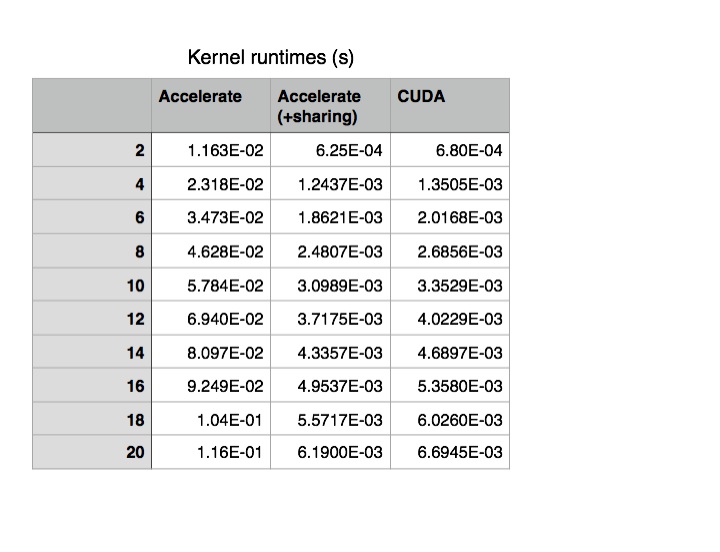 Kernel runtimes (s)
Accelerate Accelerate CUDA
(+sharing)
2 1.163E-02 6.25E-04 6.80E-04
4 2.318E-02 1.2437E-03 1.3505E-03
6 3.473E-02 1.8621E-03 2.0168E-03
8 4.628E-02 2.4807E-03 2.6856E-03
10 5.784E-02 3.0989E-03 3.3529E-03
12 6.940E-02 3.7175E-03 4.0229E-03
14 8.097E-02 4.3357E-03 4.6897E-03
16 9.249E-02 4.9537E-03 5.3580E-03
18 1.04E-01 5.5717E-03 6.0260E-03
20 1.16E-01 6.1900E-03 6.6945E-03